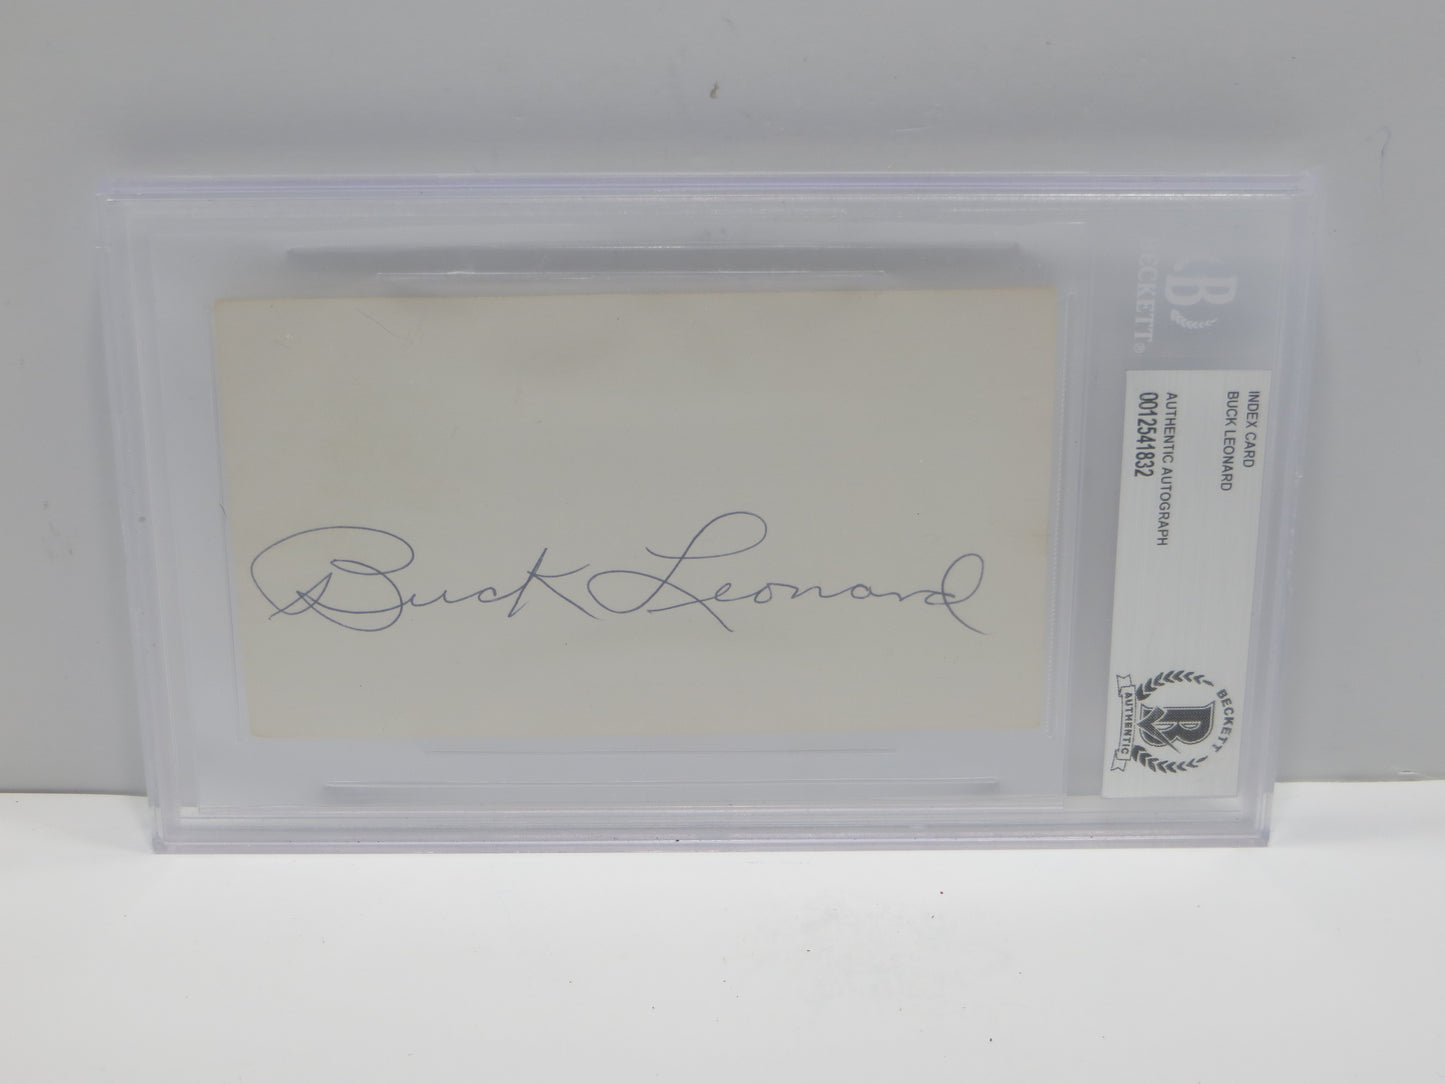 Buck Leonard
BECKETT®
INDEX CARD
BUCK LEONARD
AUTHENTIC AUTOGRAPH
0012541832
BECKETT
AUTHENTIC